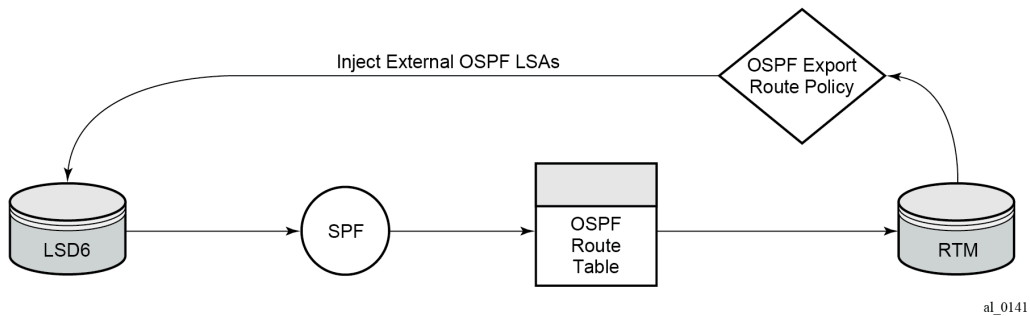 Inject External OSPF LSAs
OSPF Export
Route Policy
LSD6
SPF
OSPF
Route
Table
RTM
al_0141